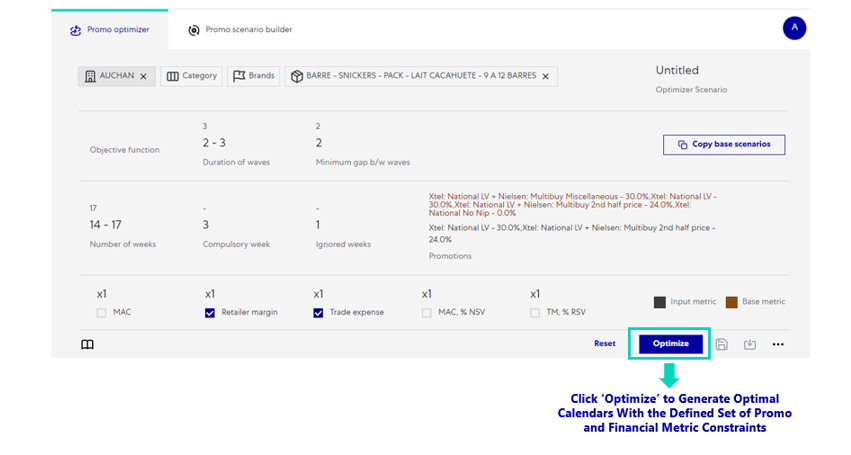 Promo optimizer
Promo scenario builder
A
AUCHAN ×
Category
Brands
BARRE - SNICKERS - PACK - LAIT CACAHUETE - 9 A 12 BARRES ×
Untitled
Optimizer Scenario
Objective function
3
2 - 3
Duration of waves
2
2
Minimum gap b/w waves
Copy base scenarios
17
14 - 17
Number of weeks
-
3
Compulsory week
-
1
Ignored weeks
Xtel: National LV + Nielsen: Multibuy Miscellaneous - 30.0%,Xtel: National LV -
30.0%,Xtel: National LV + Nielsen: Multibuy 2nd half price - 24.0%,Xtel:
National No Nip - 0.0%
Xtel: National LV - 30.0%,Xtel: National LV + Nielsen: Multibuy 2nd half price -
24.0%
Promotions
x1
MAC
x1
Retailer margin
x1
Trade expense
x1
MAC, % NSV
x1
TM, % RSV
Input metric
Base metric
Reset
Optimize
Click ‘Optimize’ to Generate Optimal
Calendars With the Defined Set of Promo
and Financial Metric Constraints